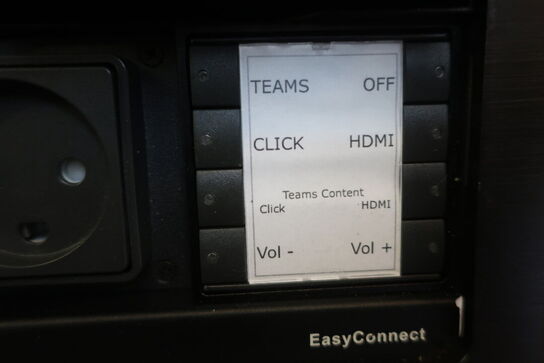 TEAMS OFF
CLICK HDMI
Teams Content
Click HDMI
Vol - Vol +
EasyConnect